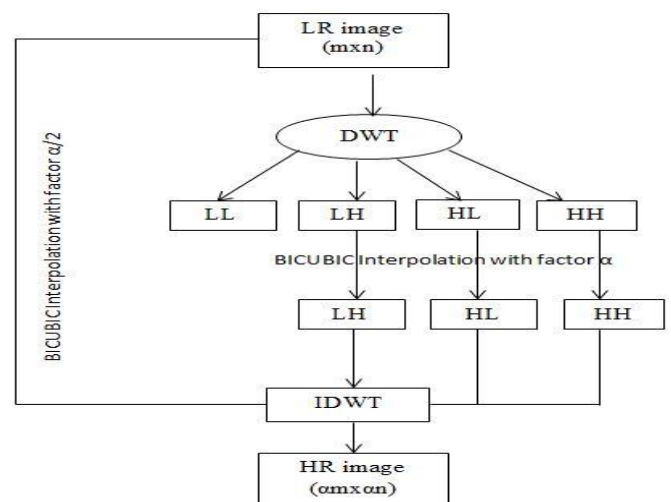 LR image
(mxn)
BICUBIC Interpolation with factor α/2
DWT
LL
LH
HL
HH
BICUBIC Interpolation with factor α
LH
HL
HH
IDWT
HR image
(αmxαn)